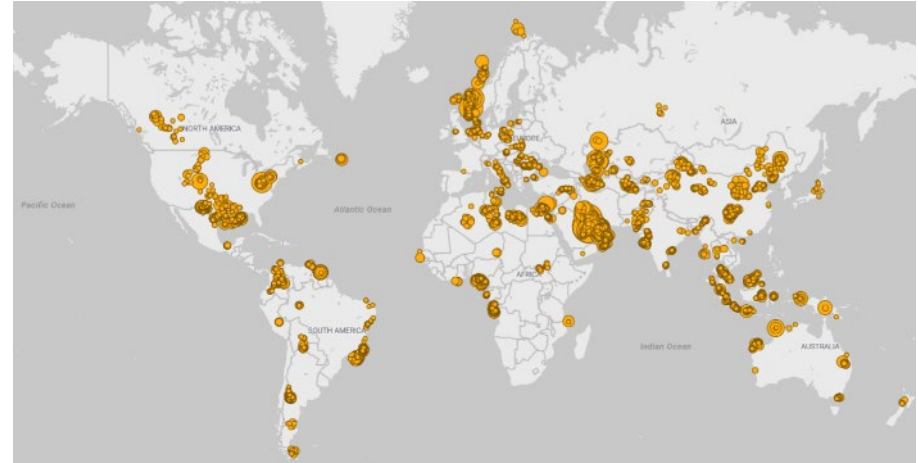 ASIA
NORTH AMERICA
EUROPE
Pacific Ocean
Atlantic Ocean
AFRICA
SOUTH AMERICA
Indian Ocean
AUSTRALIA